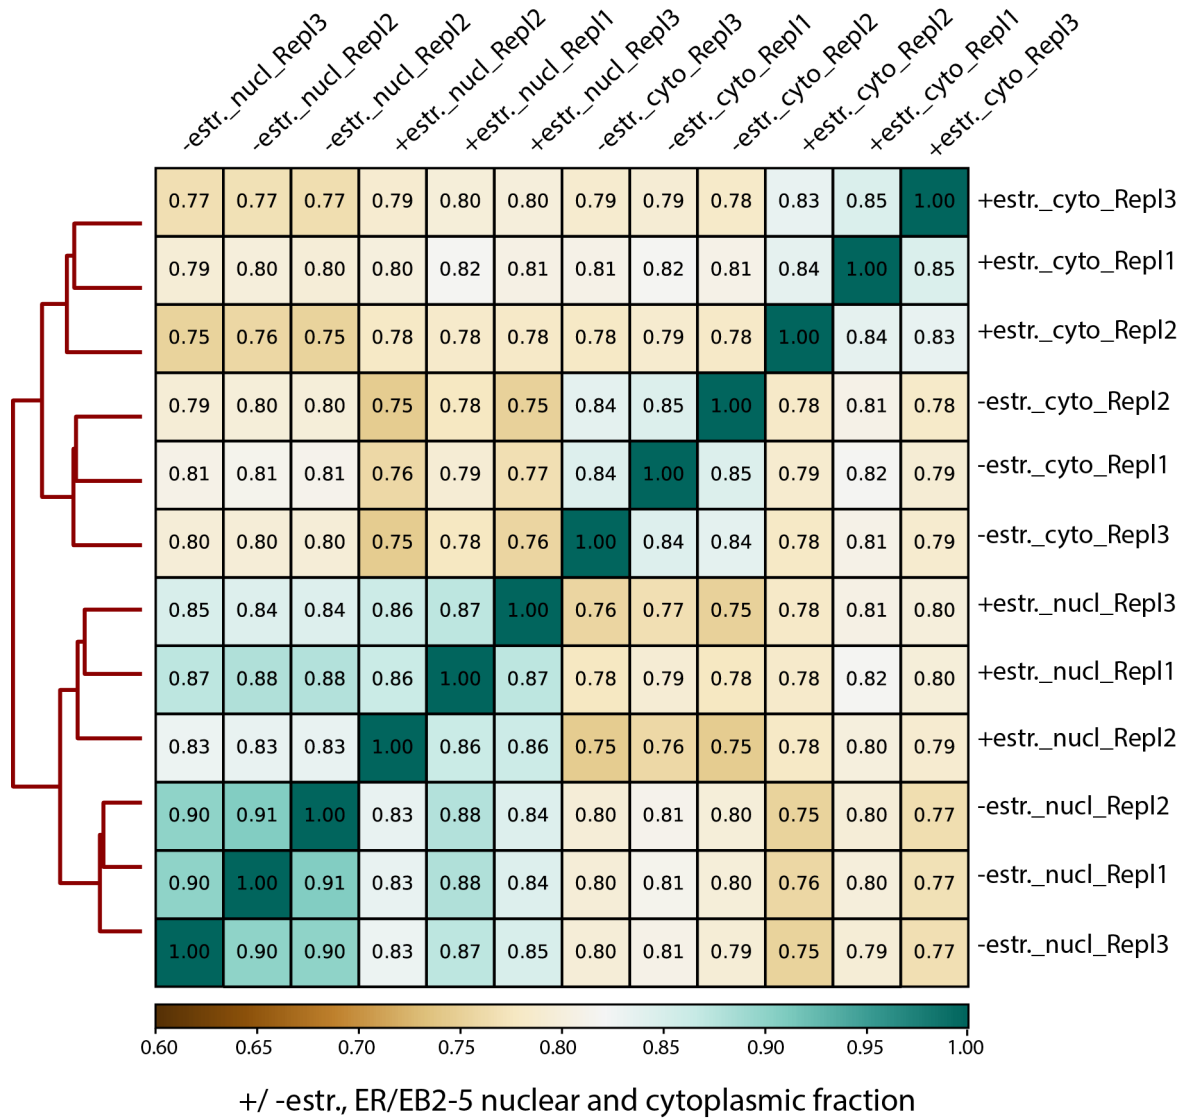 -estr._nucl_Repl3 -estr._nucl_Repl2 -estr._nucl_Repl2 +estr._nucl_Repl2 +estr._nucl_Repl1 +estr._nucl_Repl3 -estr._cyto_Repl3 -estr._cyto_Repl1 -estr._cyto_Repl2 +estr._cyto_Repl2 +estr._cyto_Repl1 +estr._cyto_Repl3
0.77 0.77 0.77 0.79 0.80 0.80 0.79 0.79 0.78 0.83 0.85 1.00 +estr._cyto_Repl3
0.79 0.80 0.80 0.80 0.82 0.81 0.81 0.82 0.81 0.84 1.00 0.85 +estr._cyto_Repl1
0.75 0.76 0.75 0.78 0.78 0.78 0.78 0.79 0.78 1.00 0.84 0.83 +estr._cyto_Repl2
0.79 0.80 0.80 0.75 0.78 0.75 0.84 0.85 1.00 0.78 0.81 0.78 -estr._cyto_Repl2
0.81 0.81 0.81 0.76 0.79 0.77 0.84 1.00 0.85 0.79 0.82 0.79 -estr._cyto_Repl1
0.80 0.80 0.80 0.75 0.78 0.76 1.00 0.84 0.84 0.78 0.81 0.79 -estr._cyto_Repl3
0.85 0.84 0.84 0.86 0.87 1.00 0.76 0.77 0.75 0.78 0.81 0.80 +estr._nucl_Repl3
0.87 0.88 0.88 0.86 1.00 0.87 0.78 0.79 0.78 0.78 0.82 0.80 +estr._nucl_Repl1
0.83 0.83 0.83 1.00 0.86 0.86 0.75 0.76 0.75 0.78 0.80 0.79 +estr._nucl_Repl2
0.90 0.91 1.00 0.83 0.88 0.84 0.80 0.81 0.80 0.75 0.80 0.77 -estr._nucl_Repl2
0.90 1.00 0.91 0.83 0.88 0.84 0.80 0.81 0.80 0.76 0.80 0.77 -estr._nucl_Repl1
1.00 0.90 0.90 0.83 0.87 0.85 0.80 0.81 0.79 0.75 0.79 0.77 -estr._nucl_Repl3
0.60 0.65 0.70 0.75 0.80 0.85 0.90 0.95 1.00
+/ -estr., ER/EB2-5 nuclear and cytoplasmic fraction